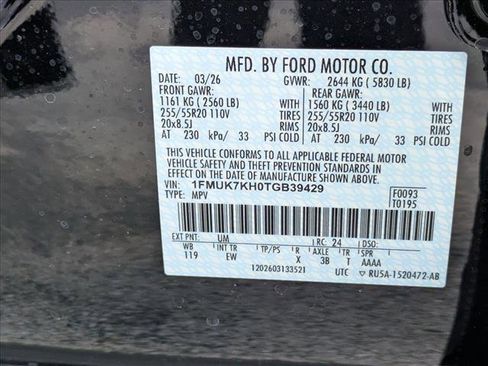 MFD. BY FORD MOTOR CO.
DATE: 03/26 GVWR: 2644 KG ( 5830 LB)
FRONT GAWR: REAR GAWR:
1161 KG ( 2560 LB) 1560 KG ( 3440 LB)
255/55R20 110V TIRES 255/55R20 110V TIRES
20x8.5J RIMS 20x8.5J RIMS
AT 230 kPa/ 33 PSI COLD AT 230 kPa/ 33 PSI COLD
THIS VEHICLE CONFORMS TO ALL APPLICABLE FEDERAL MOTOR
VEHICLE SAFETY AND THEFT PREVENTION STANDARDS IN
EFFECT ON THE DATE OF MANUFACTURE SHOWN ABOVE.
VIN: 1FMUK7KH0TGB39429 F0093
TYPE: MPV T0195
EXT PNT: UM RC: 24 DSO:
WB INT TR TP/PS R AXLE TR SPR
119 EW X 3B T AAAA
1202603133521 UTC RU5A-1520472-AB